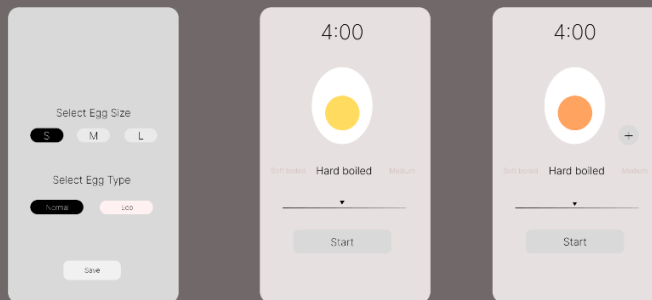 Select Egg Size
S M L
Select Egg Type
Normal
Save
4:00
Soft boiled Hard boiled Medium
Start
4:00
+
Soft boiled Hard boiled Medium
Start